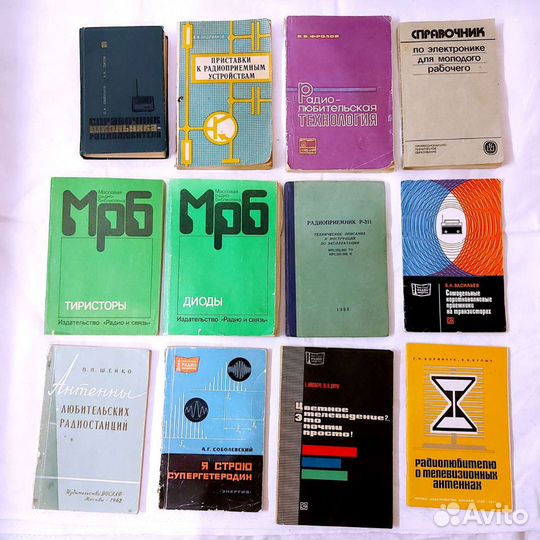 СПРАВОЧНИК
ШКОЛЬНИКА-
РАДИОЛЮБИТЕЛЯ
ПРИСТАВКИ
К РАДИОПРИЕМНЫМ
УСТРОЙСТВАМ
В.В. ФРОЛОВ
Радио-
любительская
ТЕХНОЛОГИЯ
СПРАВОЧНИК
по электронике
для молодого
рабочего
Массовая
радио-
библиотека
Мрб
ТИРИСТОРЫ
Издательство «Радио и связь»
Массовая
радио-
библиотека
Мрб
ДИОДЫ
Издательство «Радио и связь»
РАДИОПРИЕМНИК Р-311
ТЕХНИЧЕСКОЕ ОПИСАНИЕ
И ИНСТРУКЦИЯ
ПО ЭКСПЛУАТАЦИИ
В.А. ВАСИЛЬЕВ
Самодельные
коротковолновые
приемники
на транзисторах
В.П. ШЕЙКО
Антенны
ЛЮБИТЕЛЬСКИХ
РАДИОСТАНЦИЙ
Издательство ДОСААФ
Москва - 1962
А.Г. СОБОЛЕВСКИЙ
Я СТРОЮ
СУПЕРГЕТЕРОДИН
«ЭНЕРГИЯ»
Цветное
телевидение?..
Это
почти
просто!
радиолюбителю
о телевизионных
антеннах
Avito